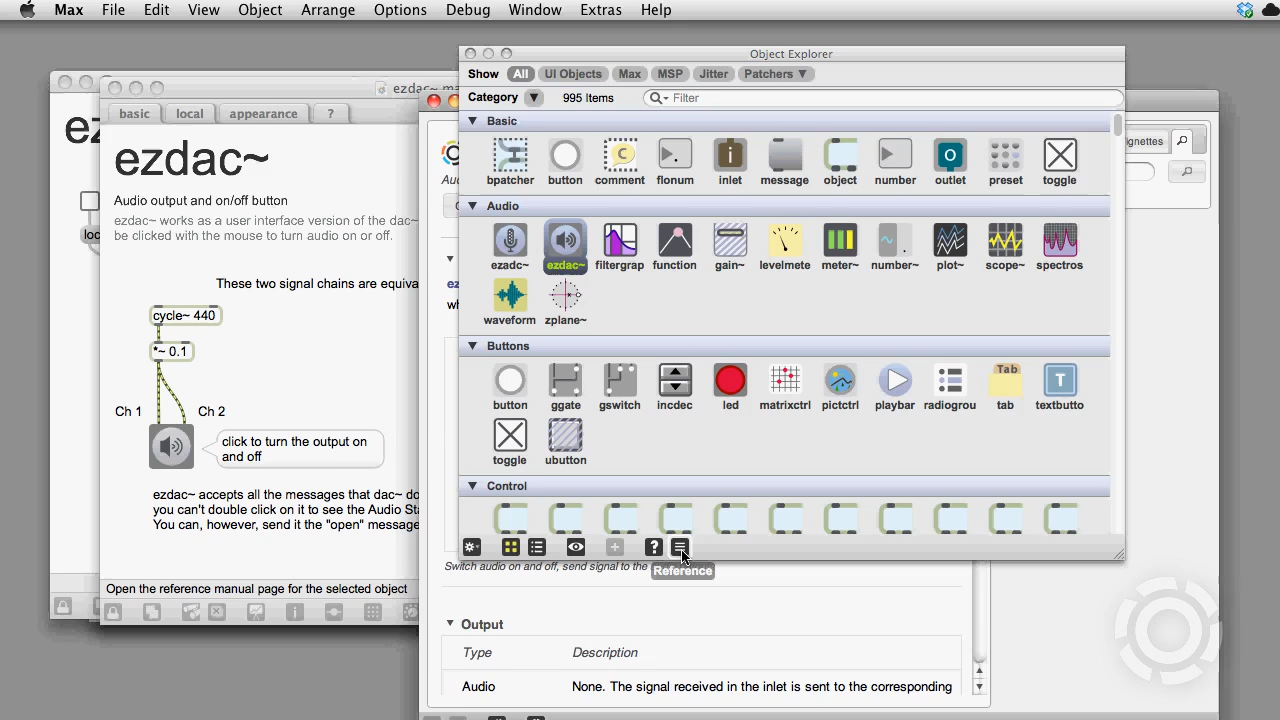 Max File Edit View Object Arrange Options Debug Window Extras Help
Object Explorer
Show All UI Objects Max MSP Jitter Patchers ▼
Category ▼ 995 Items Filter
Basic
bpatcher button comment flonum inlet message object number outlet preset toggle
Audio
ezadc~ ezdac~ filtergrap function gain~ levelmete meter~ number~ plot~ scope~ spectros
waveform zplane~
Buttons
button ggate gswitch incdec led matrixctrl pictctrl playbar radiogrou tab textbutto
toggle ubutton
Control
Reference
ezdac~
basic local appearance ?
ezdac~
Audio output and on/off button
ezdac~ works as a user interface version of the dac~
be clicked with the mouse to turn audio on or off.
These two signal chains are equiva
cycle~ 440
*~ 0.1
Ch 1 Ch 2
click to turn the output on
and off
ezdac~ accepts all the messages that dac~ do
you can't double click on it to see the Audio Sta
You can, however, send it the "open" message
Open the reference manual page for the selected object
ez
loc
ignettes
ez
wh
Switch audio on and off, send signal to the
Output
Type Description
Audio None. The signal received in the inlet is sent to the corresponding